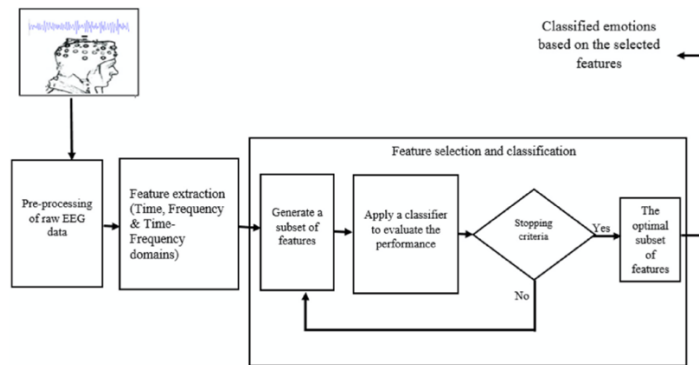 Classified emotions
based on the selected
features
Feature selection and classification
Pre-processing
of raw EEG
data
Feature extraction
(Time, Frequency
& Time-
Frequency
domains)
Generate a
subset of
features
Apply a classifier
to evaluate the
performance
Stopping
criteria
Yes
No
The
optimal
subset
of
features